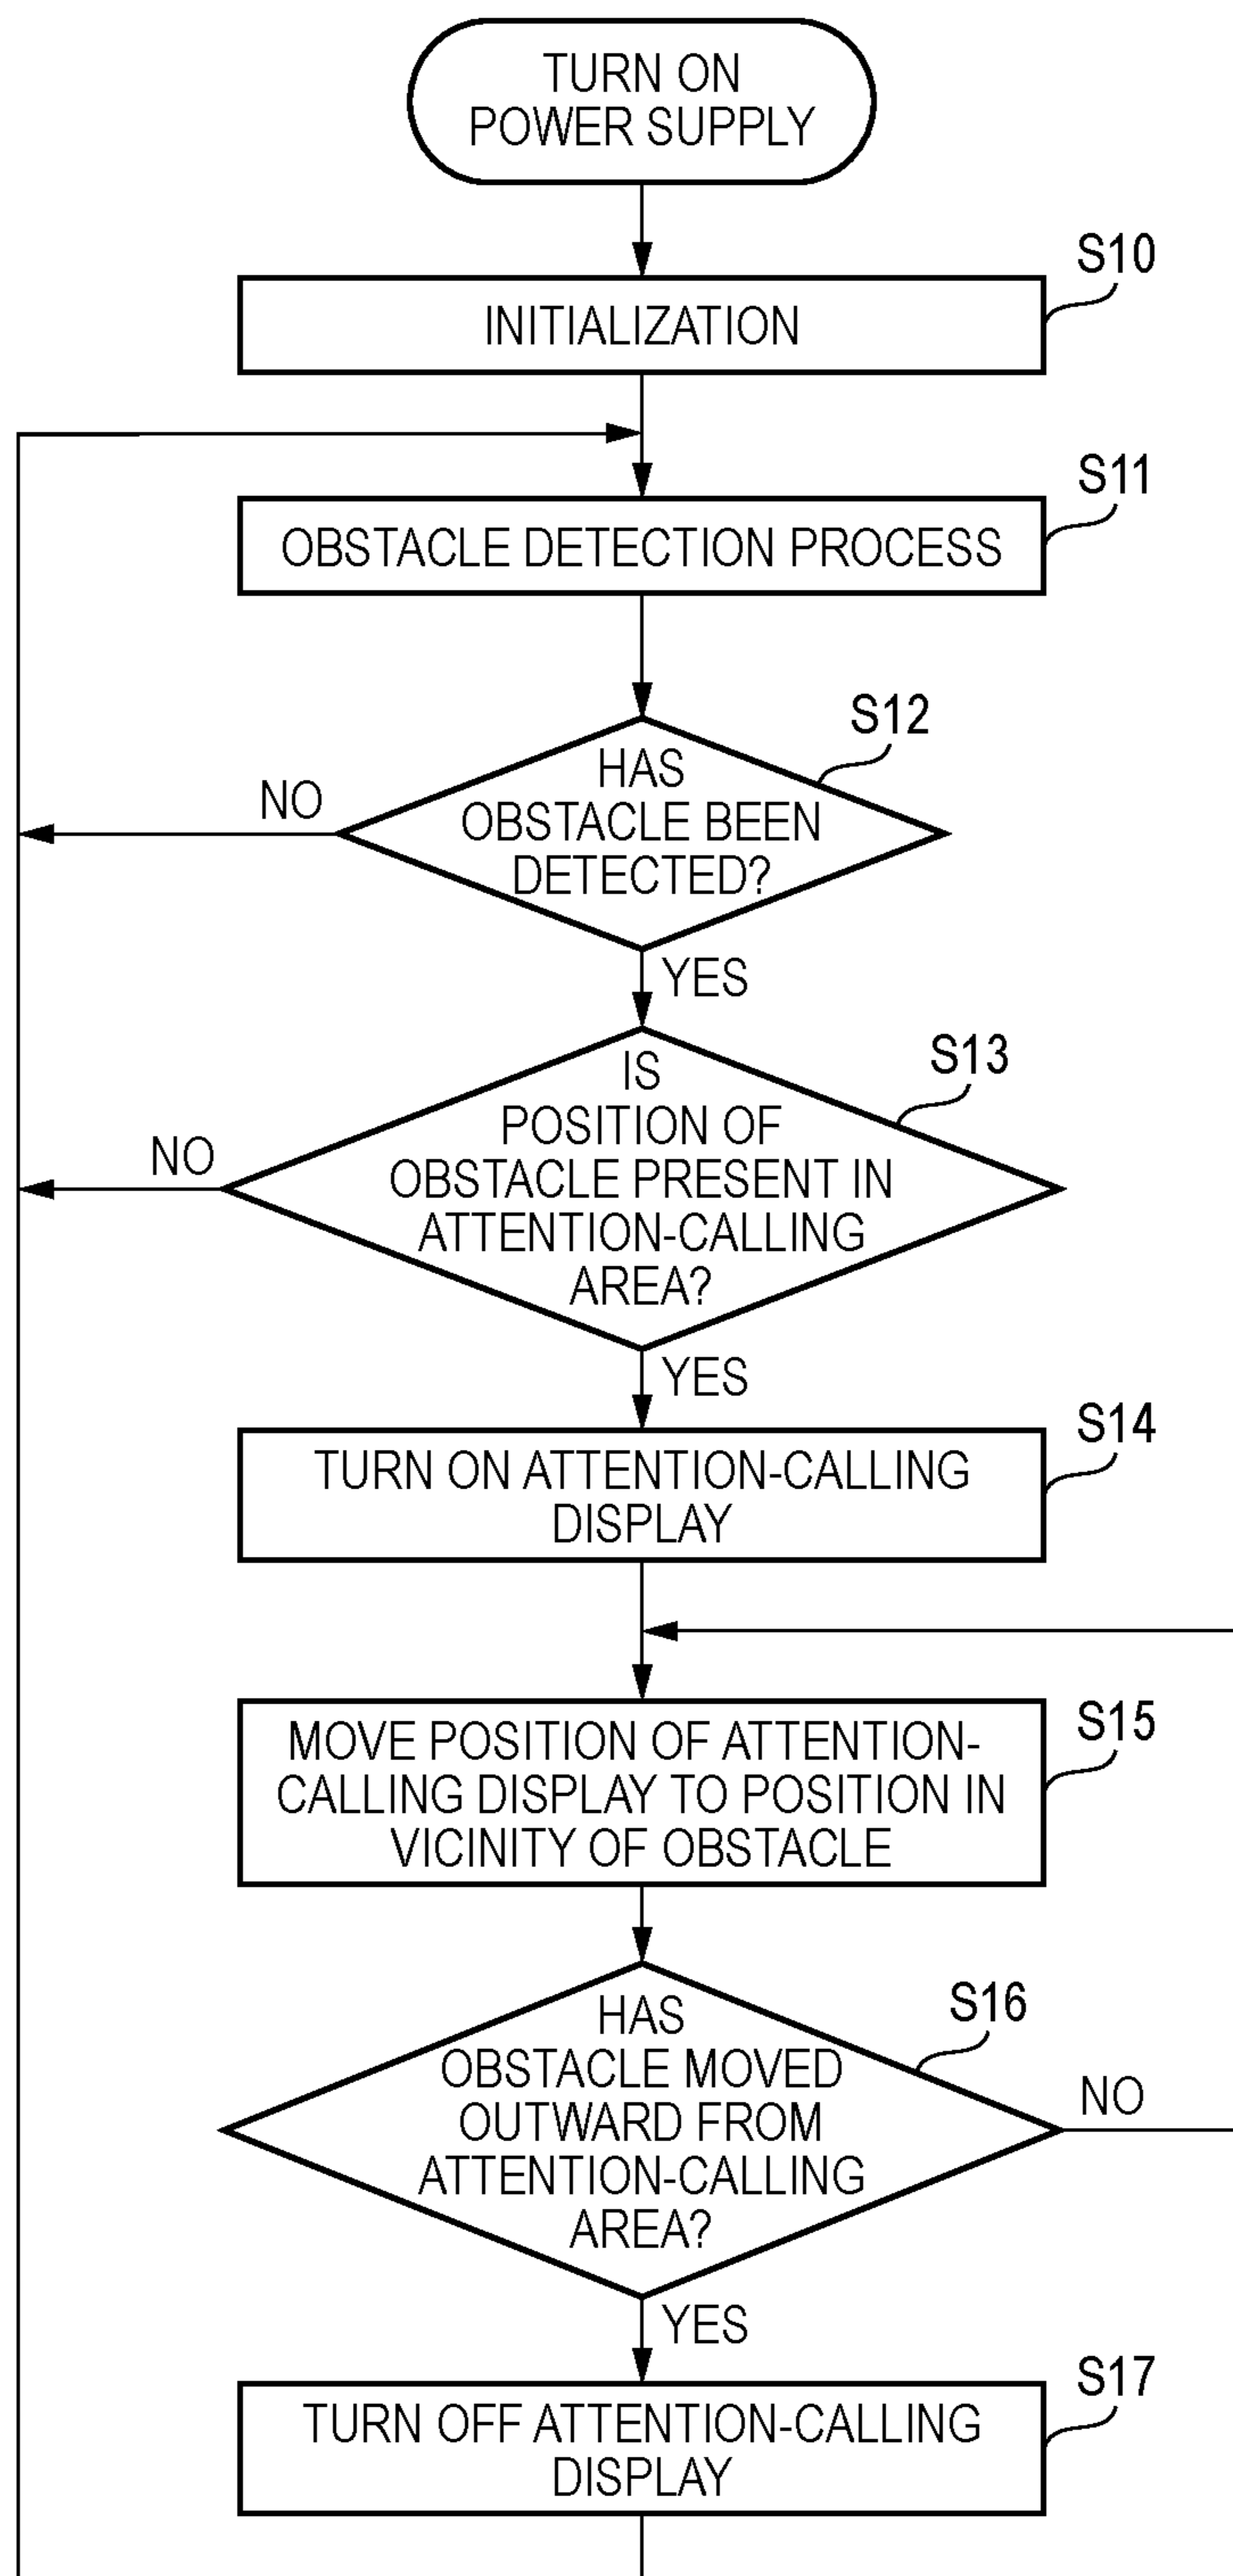 TURN ON
POWER SUPPLY
S10
INITIALIZATION
S11
OBSTACLE DETECTION PROCESS
S12
HAS
OBSTACLE BEEN
DETECTED?
NO
YES
S13
IS
POSITION OF
OBSTACLE PRESENT IN
ATTENTION-CALLING
AREA?
NO
YES
S14
TURN ON ATTENTION-CALLING
DISPLAY
S15
MOVE POSITION OF ATTENTION-
CALLING DISPLAY TO POSITION IN
VICINITY OF OBSTACLE
S16
HAS
OBSTACLE MOVED
OUTWARD FROM
ATTENTION-CALLING
AREA?
NO
YES
S17
TURN OFF ATTENTION-CALLING
DISPLAY